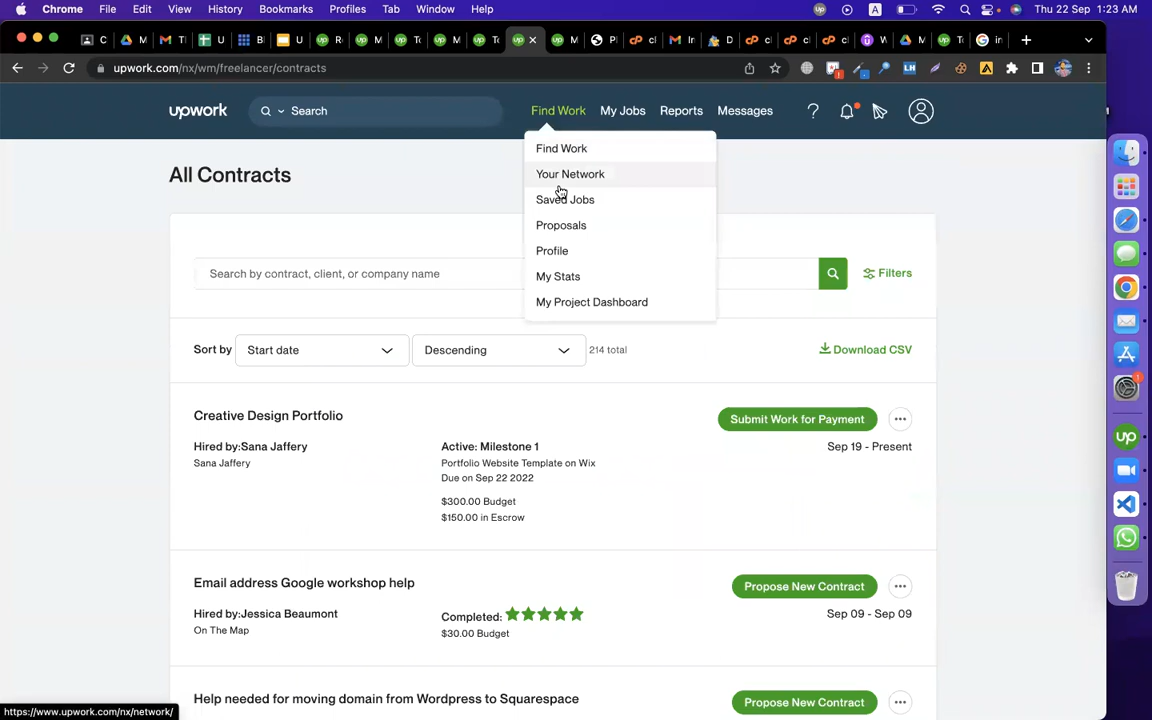 Chrome File Edit View History Bookmarks Profiles Tab Window Help A Thu 22 Sep 1:23 AM
upwork.com/nx/wm/freelancer/contracts
upwork Search Find Work My Jobs Reports Messages
Find Work
All Contracts
Your Network
Saved Jobs
Proposals
Profile
Search by contract, client, or company name
Filters
My Stats
My Project Dashboard
Sort by Start date Descending 214 total Download CSV
Creative Design Portfolio
Submit Work for Payment
Hired by:Sana Jaffery
Active: Milestone 1
Sep 19 - Present
Sana Jaffery
Portfolio Website Template on Wix
Due on Sep 22 2022
$300.00 Budget
$150.00 in Escrow
Email address Google workshop help
Propose New Contract
Hired by:Jessica Beaumont
Completed:
Sep 09 - Sep 09
On The Map
$30.00 Budget
Help needed for moving domain from Wordpress to Squarespace
Propose New Contract
https://www.upwork.com/nx/network/